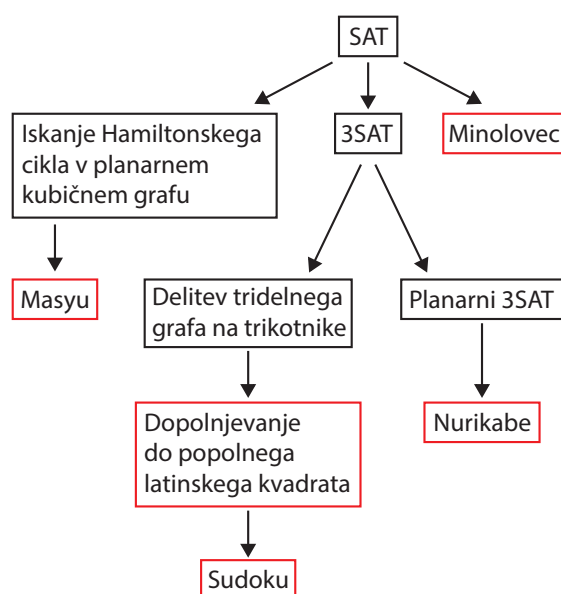 SAT
Iskanje Hamiltonskega
cikla v planarnem
kubičnem grafu
3SAT
Minolovec
Masyu
Delitev tridelnega
grafa na trikotnike
Planarni 3SAT
Dopolnjevanje
do popolnega
latinskega kvadrata
Nurikabe
Sudoku